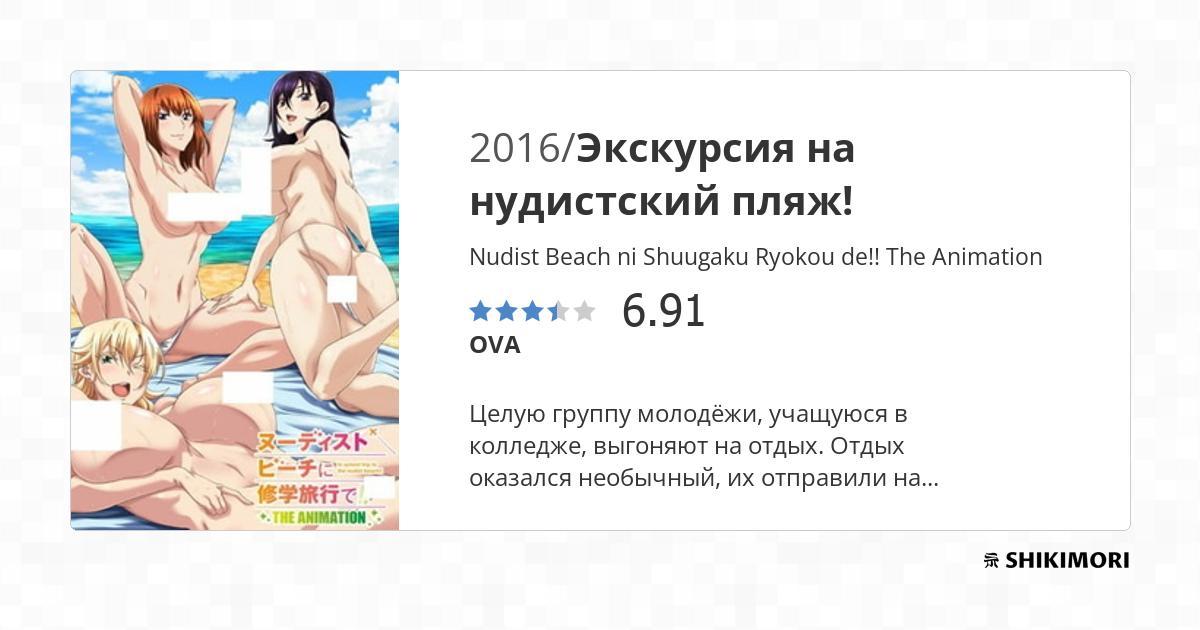 2016/Экскурсия на
нудистский пляж!
Nudist Beach ni Shuugaku Ryokou de!! The Animation
6.91
OVA
Целую группу молодёжи, учащуюся в
колледже, выгоняют на отдых. Отдых
оказался необычный, их отправили на...
ヌーディスト
ビーチに
修学旅行で
THE ANIMATION
SHIKIMORI